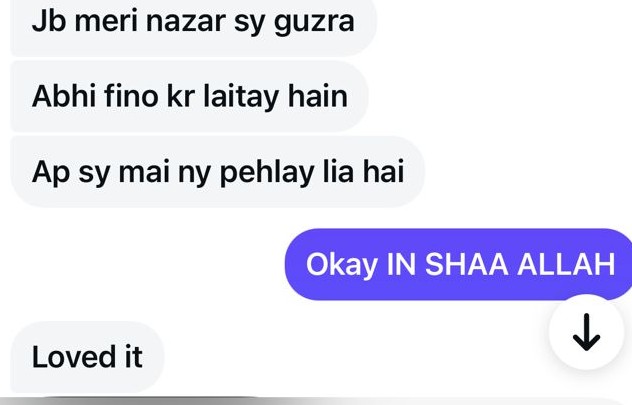 Jb meri nazar sy guzra
Abhi fino kr laitay hain
Ap sy mai ny pehlay lia hai
Okay IN SHAA ALLAH
Loved it